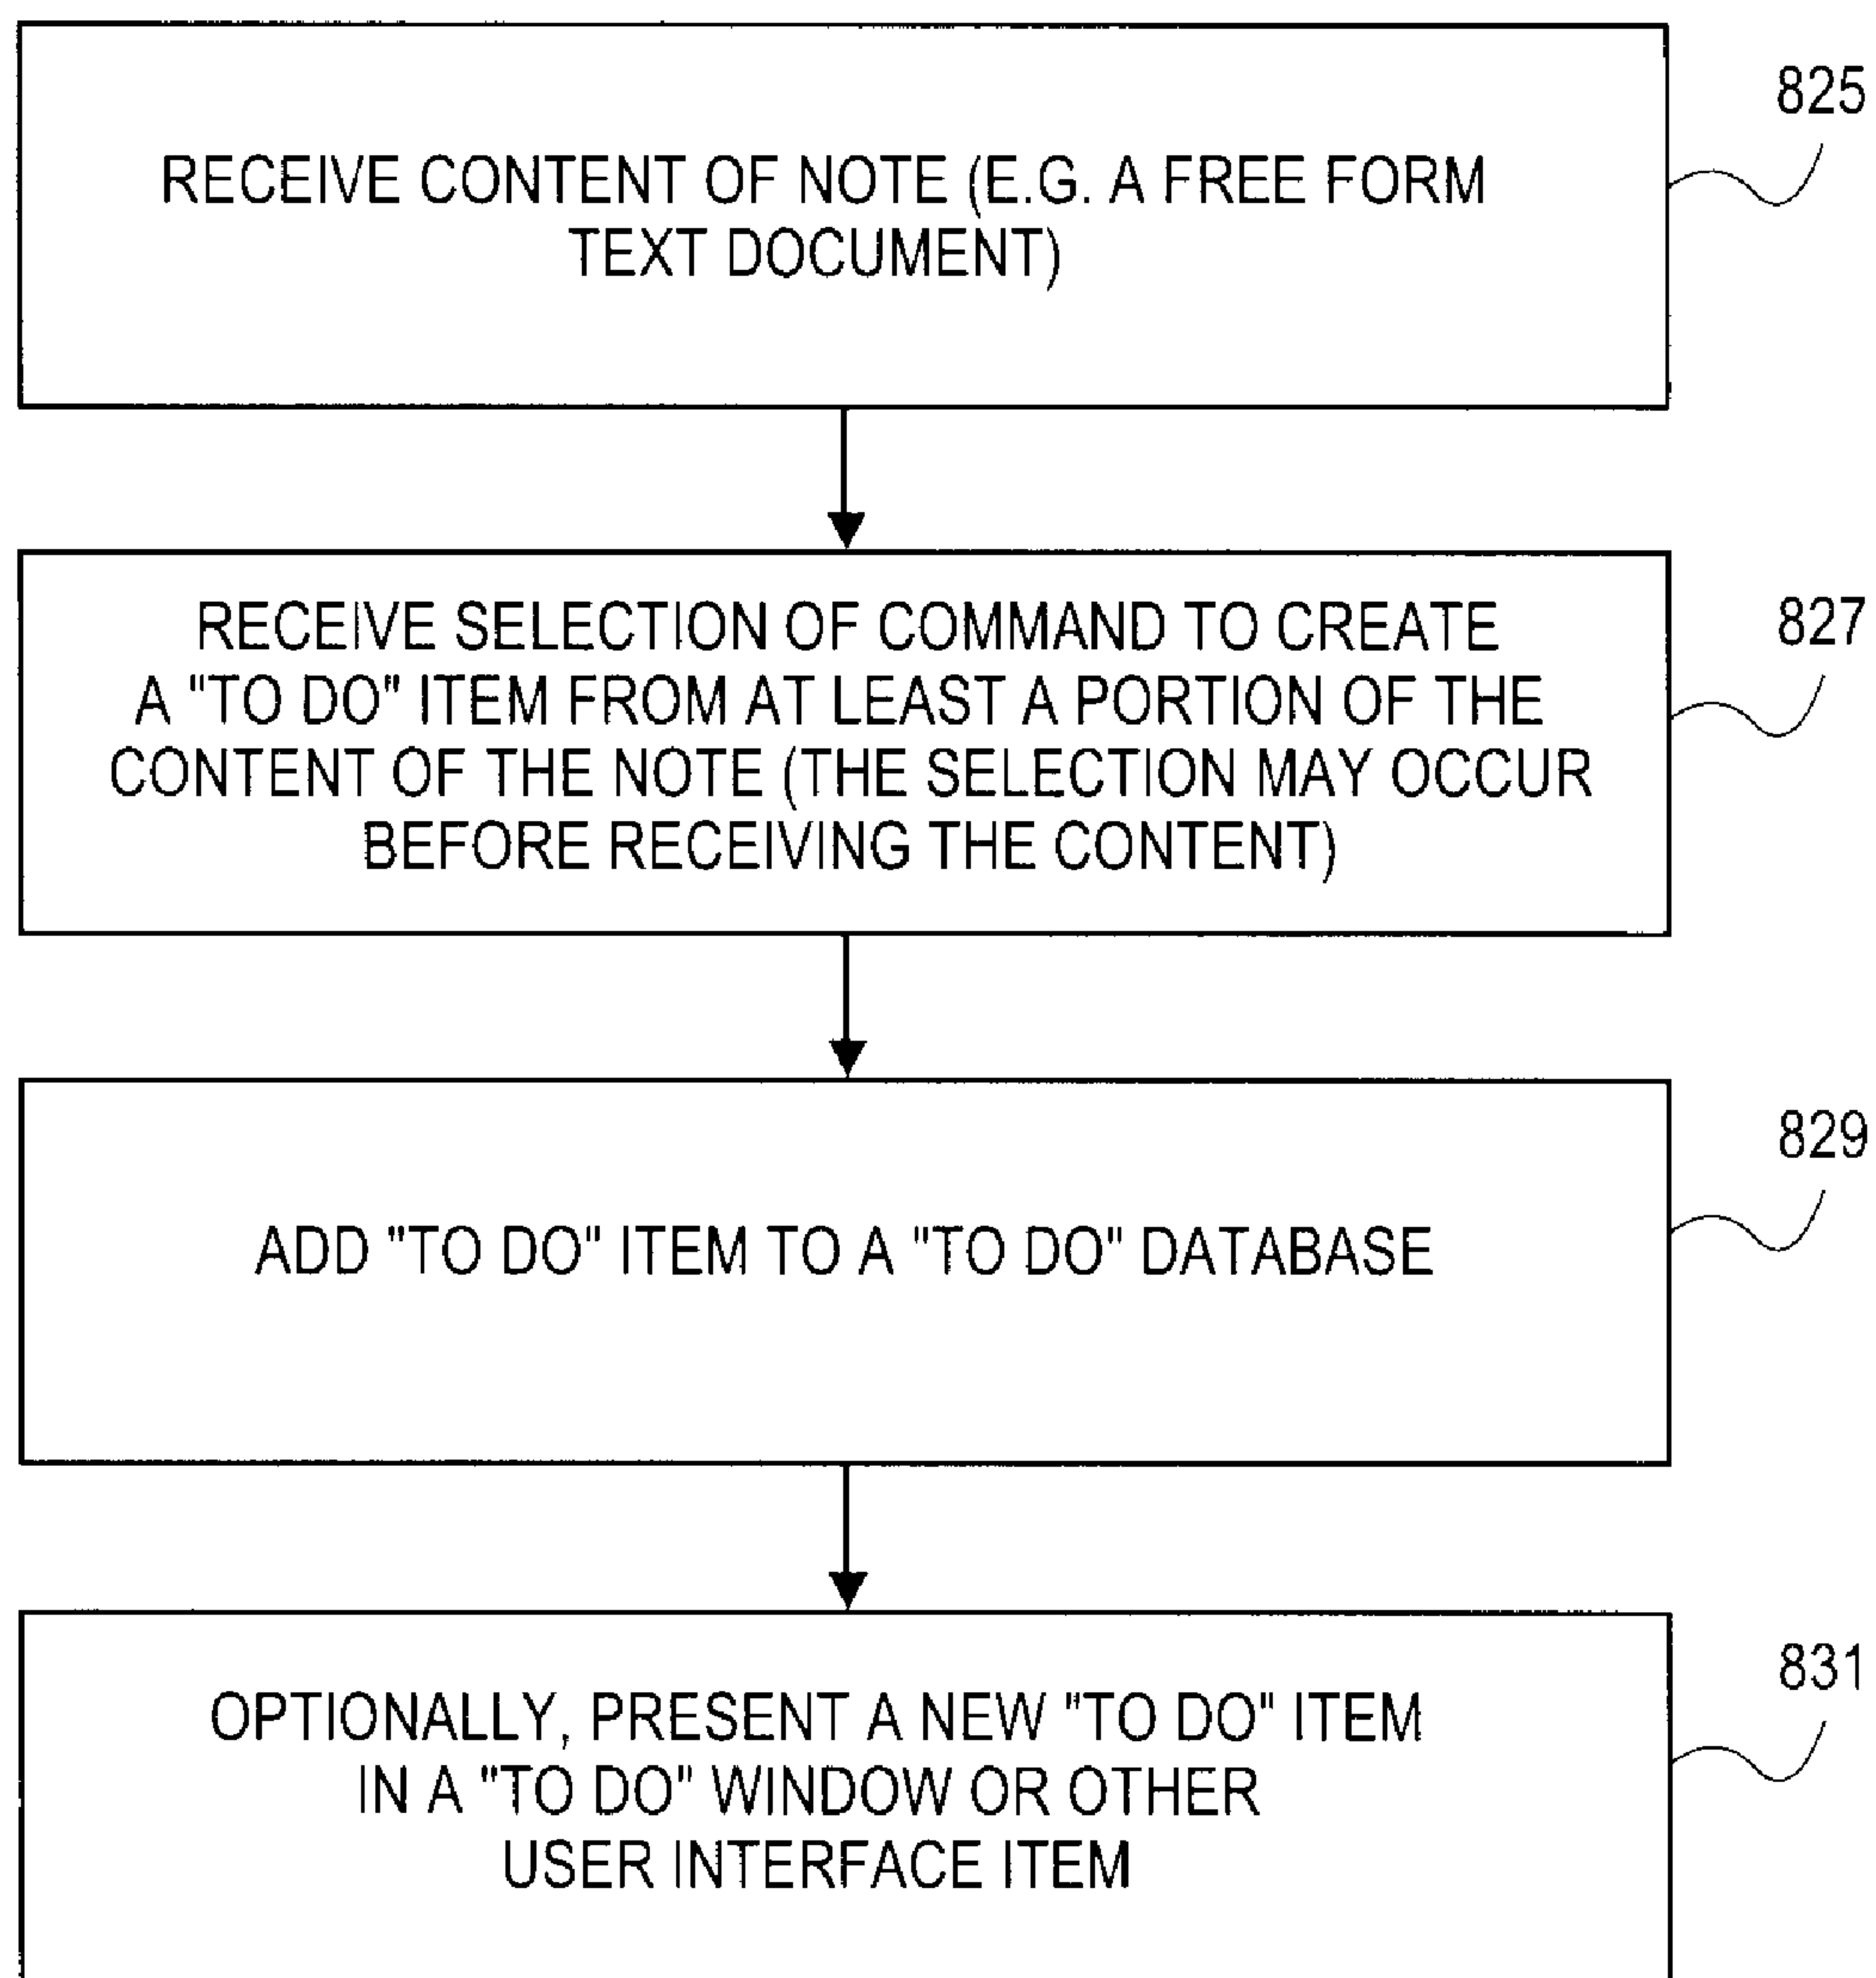 825
RECEIVE CONTENT OF NOTE (E.G. A FREE FORM
TEXT DOCUMENT)
827
RECEIVE SELECTION OF COMMAND TO CREATE
A "TO DO" ITEM FROM AT LEAST A PORTION OF THE
CONTENT OF THE NOTE (THE SELECTION MAY OCCUR
BEFORE RECEIVING THE CONTENT)
829
ADD "TO DO" ITEM TO A "TO DO" DATABASE
831
OPTIONALLY, PRESENT A NEW "TO DO" ITEM
IN A "TO DO" WINDOW OR OTHER
USER INTERFACE ITEM